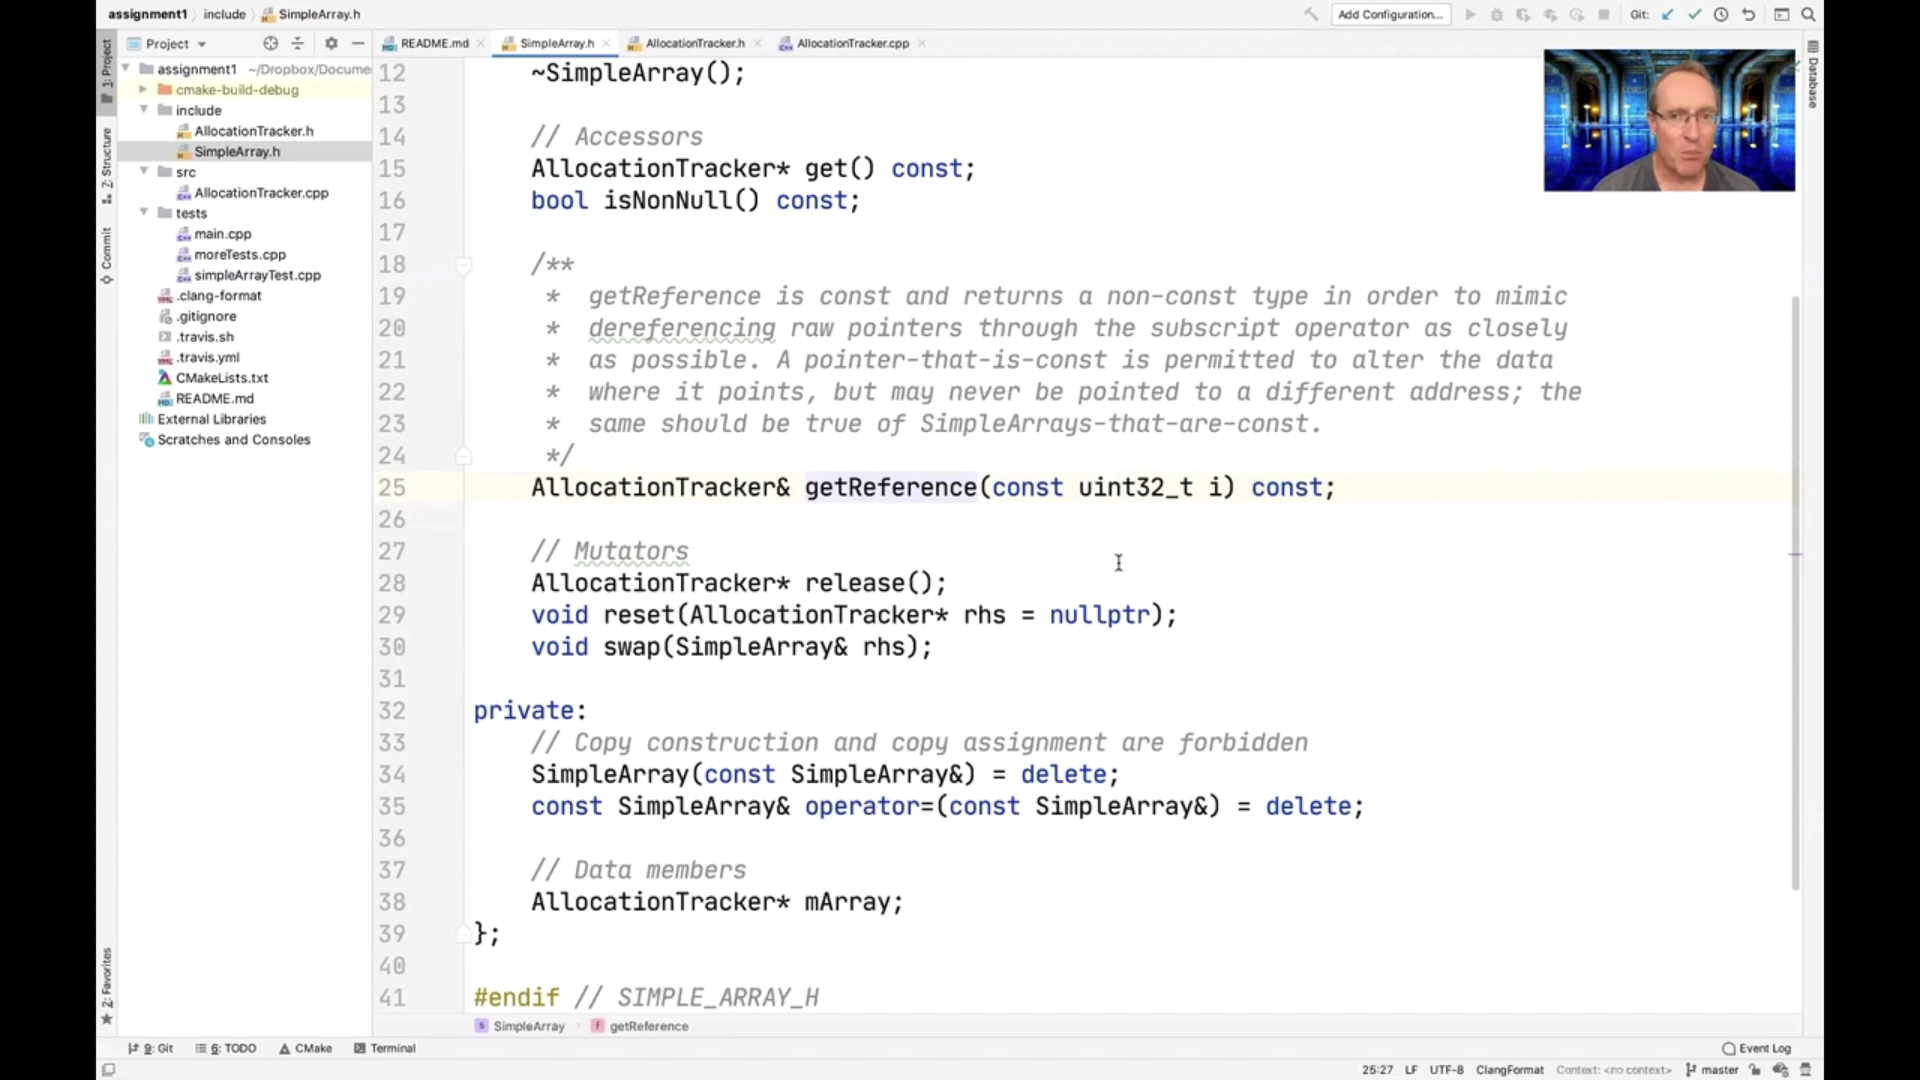 assignment1 include SimpleArray.h
Add Configuration...
Git:
1: Project
Z: Structure
Commit
2: Favorites
Database
Project
assignment1 ~/Dropbox/Docume
cmake-build-debug
include
AllocationTracker.h
SimpleArray.h
src
AllocationTracker.cpp
tests
main.cpp
moreTests.cpp
simpleArrayTest.cpp
.clang-format
.gitignore
.travis.sh
.travis.yml
CMakeLists.txt
README.md
External Libraries
Scratches and Consoles
README.md SimpleArray.h AllocationTracker.h AllocationTracker.cpp
12 ~SimpleArray();
13
14 // Accessors
15 AllocationTracker* get() const;
16 bool isNonNull() const;
17
18 /**
19 * getReference is const and returns a non-const type in order to mimic
20 * dereferencing raw pointers through the subscript operator as closely
21 * as possible. A pointer-that-is-const is permitted to alter the data
22 * where it points, but may never be pointed to a different address; the
23 * same should be true of SimpleArrays-that-are-const.
24 */
25 AllocationTracker& getReference(const uint32_t i) const;
26
27 // Mutators
28 AllocationTracker* release();
29 void reset(AllocationTracker* rhs = nullptr);
30 void swap(SimpleArray& rhs);
31
32 private:
33 // Copy construction and copy assignment are forbidden
34 SimpleArray(const SimpleArray&) = delete;
35 const SimpleArray& operator=(const SimpleArray&) = delete;
36
37 // Data members
38 AllocationTracker* mArray;
39 };
40
41 #endif // SIMPLE_ARRAY_H
SimpleArray getReference
9: Git 6: TODO CMake Terminal Event Log
25:27 LF UTF-8 ClangFormat Context: <no context> master